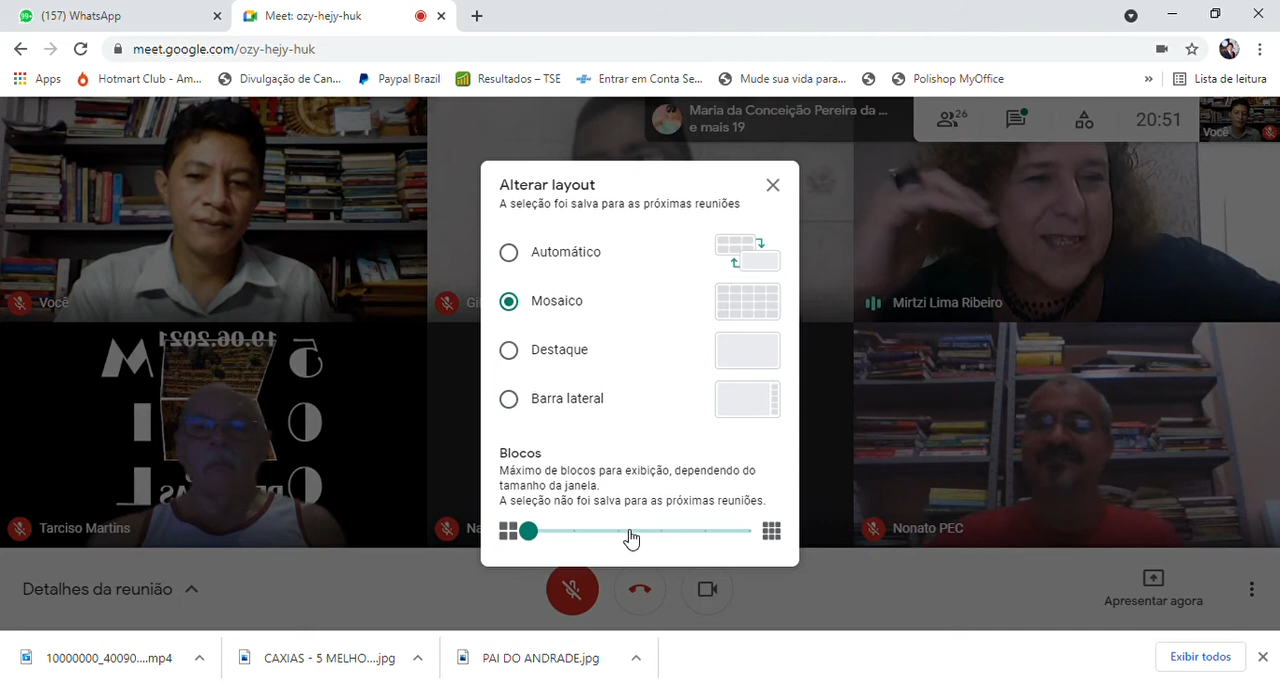 (157) WhatsApp
Meet: ozy-hejy-huk
meet.google.com/ozy-hejy-huk
Apps
Hotmart Club - Am...
Divulgação de Can...
Paypal Brazil
Resultados – TSE
Entrar em Conta Se...
Mude sua vida para...
Polishop MyOffice
»
Lista de leitura
Maria da Conceição Pereira da ...
e mais 19
26
20:51
Você
Alterar layout
A seleção foi salva para as próximas reuniões
Automático
Mosaico
Destaque
Barra lateral
Blocos
Máximo de blocos para exibição, dependendo do
tamanho da janela.
A seleção não foi salva para as próximas reuniões.
Você
Gi
Mirtzi Lima Ribeiro
19.06.2021
Tarciso Martins
Na
Nonato PEC
Detalhes da reunião
Apresentar agora
10000000_40090....mp4
CAXIAS - 5 MELHO....jpg
PAI DO ANDRADE.jpg
Exibir todos